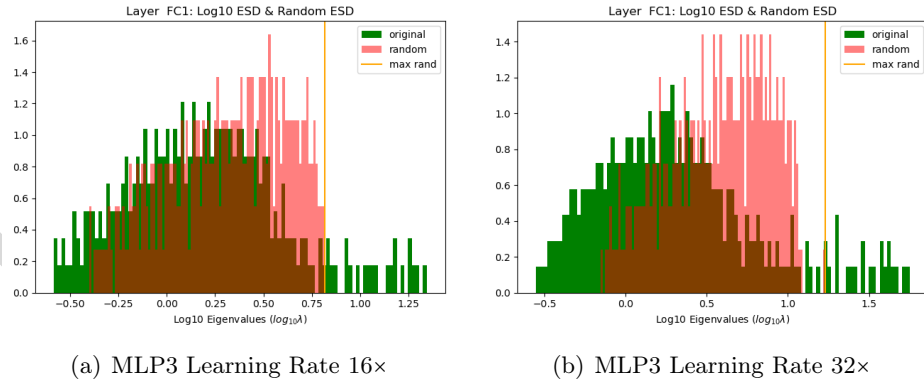 Layer FC1: Log10 ESD & Random ESD
original
random
max rand
1.6
1.4
1.2
1.0
0.8
0.6
0.4
0.2
0.0
−0.50 −0.25 0.00 0.25 0.50 0.75 1.00 1.25
Log10 Eigenvalues (log₁₀λ)
(a) MLP3 Learning Rate 16×
Layer FC1: Log10 ESD & Random ESD
original
random
max rand
1.6
1.4
1.2
1.0
0.8
0.6
0.4
0.2
0.0
−0.5 0.0 0.5 1.0 1.5
Log10 Eigenvalues (log₁₀λ)
(b) MLP3 Learning Rate 32×